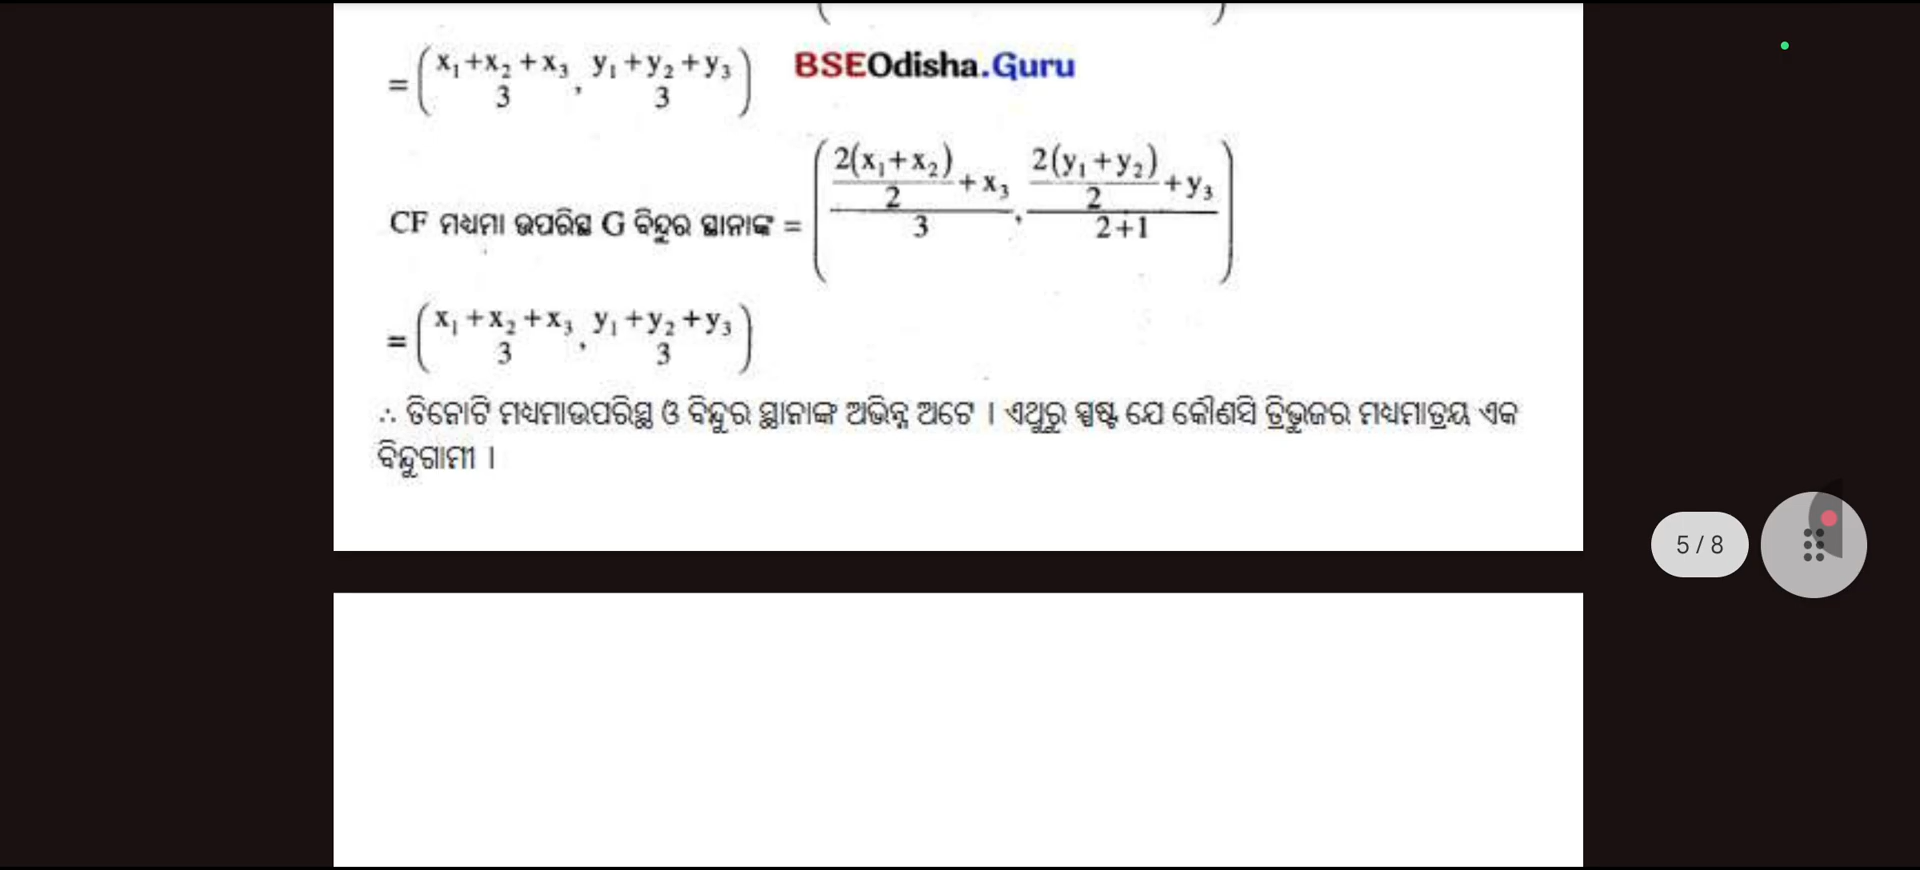 = (x₁+x₂+x₃/3, y₁+y₂+y₃/3) BSEOdisha.Guru
CF ମଧ୍ୟମା ଉପରିସ୍ଥ G ବିନ୍ଦୁର ସ୍ଥାନାଙ୍କ = (2(x₁+x₂)/2 + x₃/3, 2(y₁+y₂)/2 + y₃/2+1)
= (x₁+x₂+x₃/3, y₁+y₂+y₃/3)
∴ ତିନୋଟି ମଧ୍ୟମାଉପରିସ୍ଥ ଓ ବିନ୍ଦୁର ସ୍ଥାନାଙ୍କ ଅଭିନ୍ନ ଅଟେ । ଏଥୁରୁ ସ୍ପଷ୍ଟ ଯେ କୌଣସି ତ୍ରିଭୁଜର ମଧ୍ୟମାତ୍ରୟ ଏକ
ବିନ୍ଦୁଗାମୀ ।
5 / 8